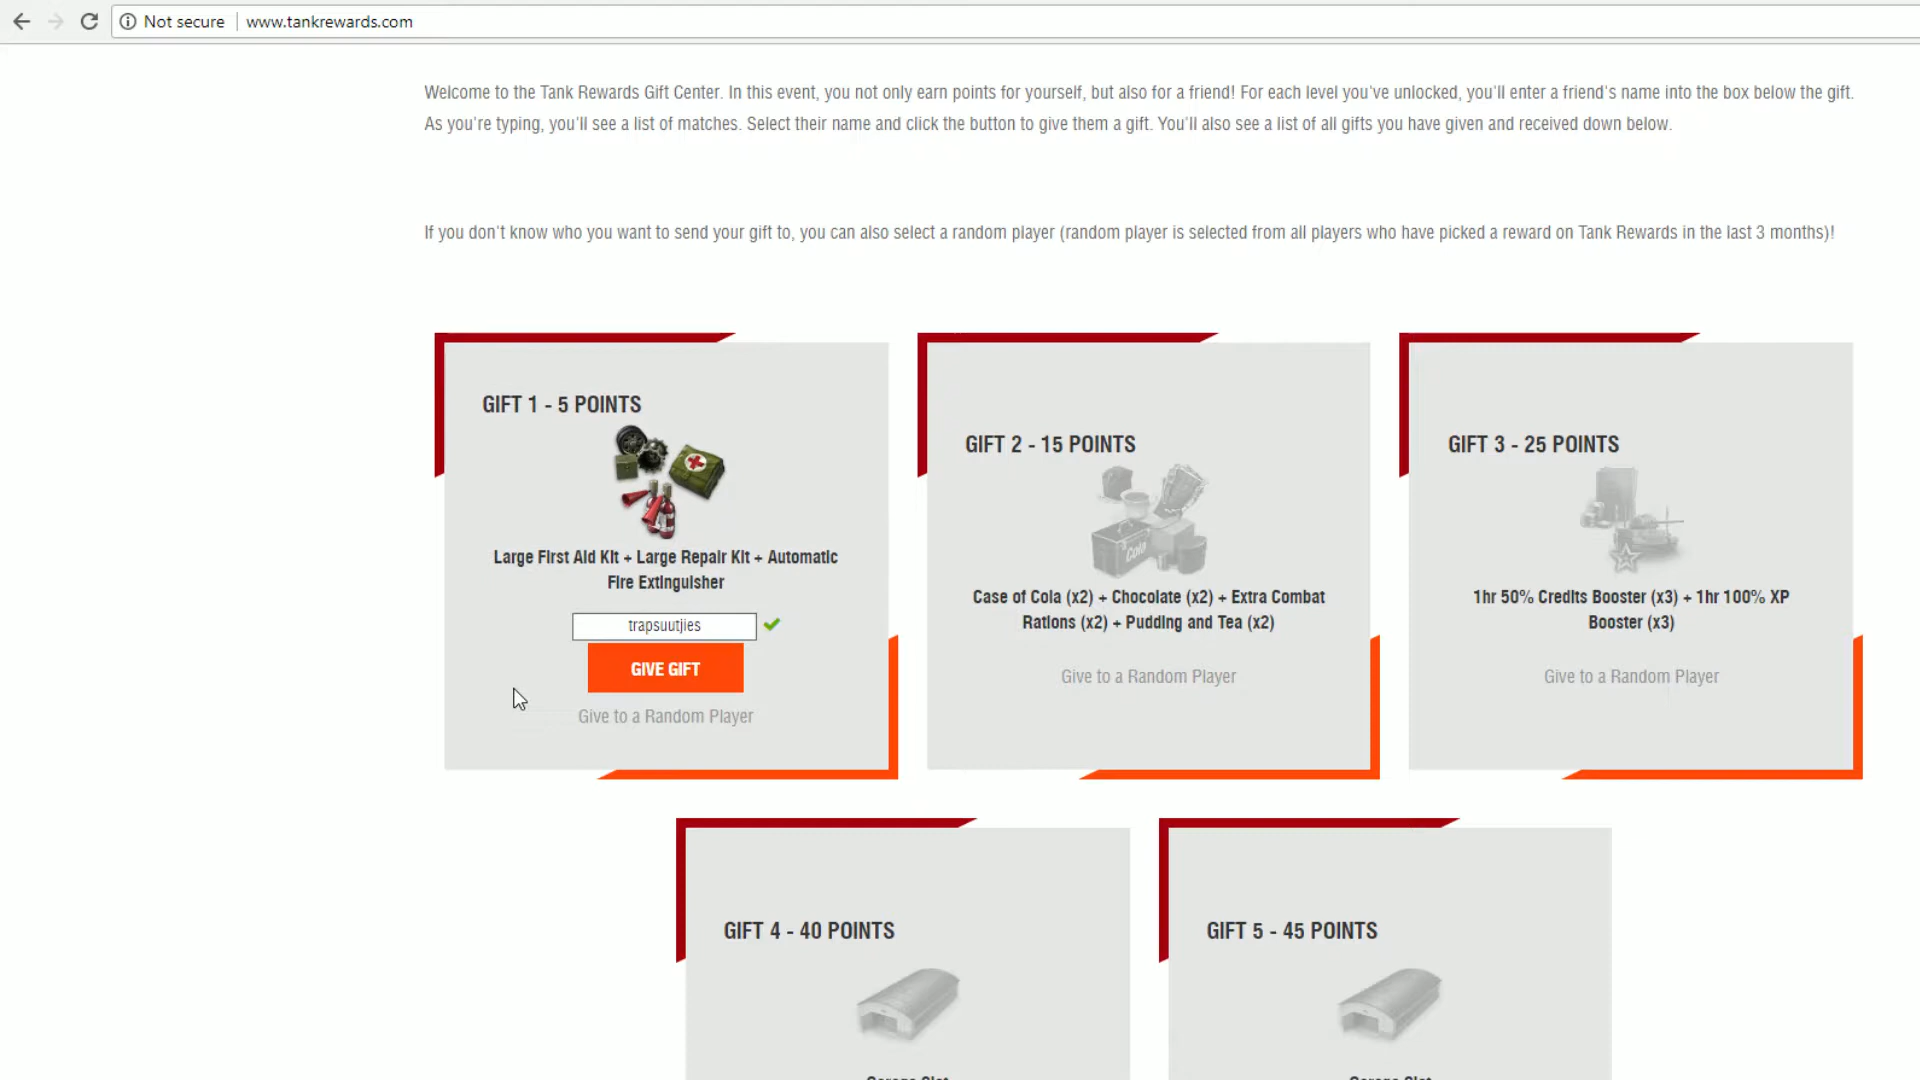 Not secure www.tankrewards.com
Welcome to the Tank Rewards Gift Center. In this event, you not only earn points for yourself, but also for a friend! For each level you've unlocked, you'll enter a friend's name into the box below the gift.
As you're typing, you'll see a list of matches. Select their name and click the button to give them a gift. You'll also see a list of all gifts you have given and received down below.
If you don't know who you want to send your gift to, you can also select a random player (random player is selected from all players who have picked a reward on Tank Rewards in the last 3 months)!
GIFT 1 - 5 POINTS
Large First Aid Kit + Large Repair Kit + Automatic
Fire Extinguisher
trapsuutjies
GIVE GIFT
Give to a Random Player
GIFT 2 - 15 POINTS
Cola
Case of Cola (x2) + Chocolate (x2) + Extra Combat
Rations (x2) + Pudding and Tea (x2)
Give to a Random Player
GIFT 3 - 25 POINTS
1hr 50% Credits Booster (x3) + 1hr 100% XP
Booster (x3)
Give to a Random Player
GIFT 4 - 40 POINTS
Garage Slot
GIFT 5 - 45 POINTS
Garage Slot